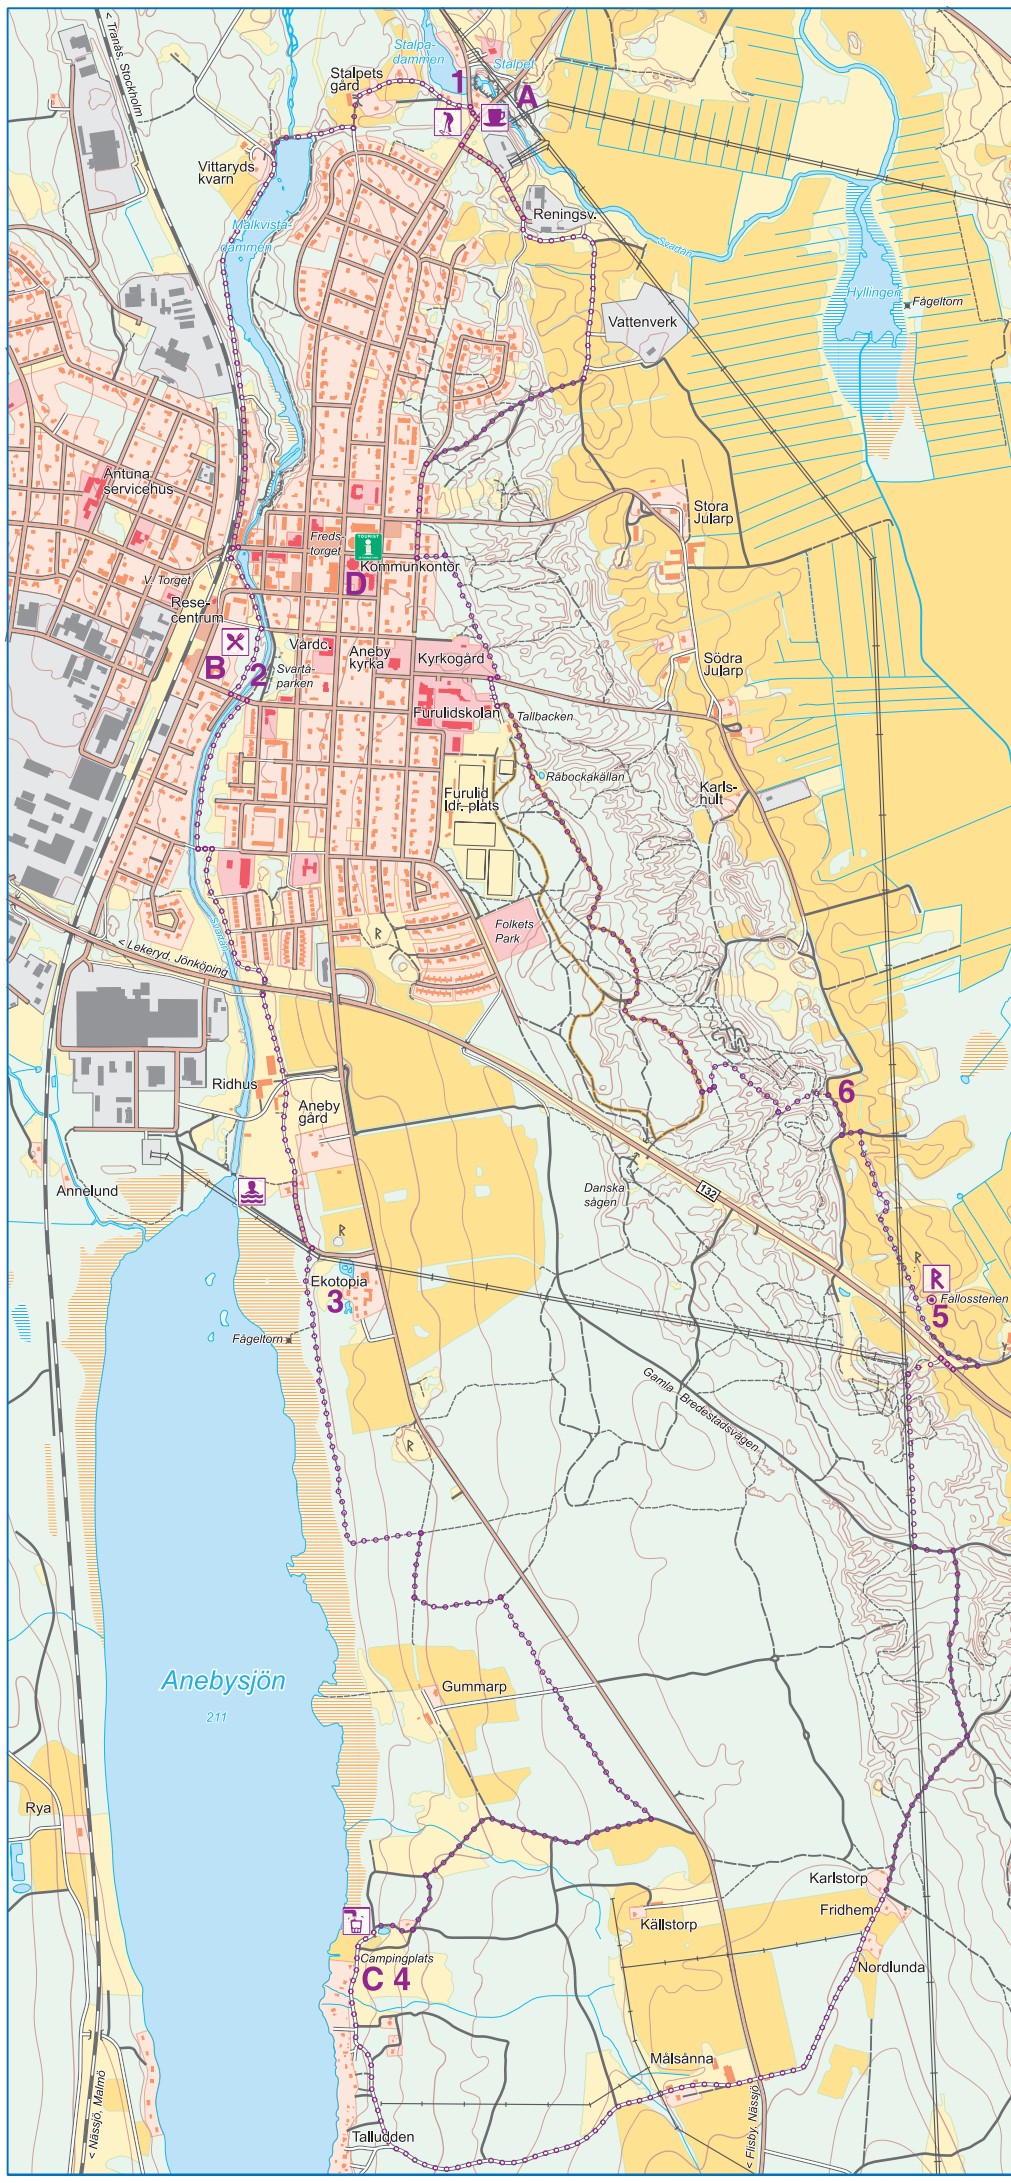 < Tranås, Stockholm
Stalpa-
dammen
Stalpet
Stalpets
gård
1
A
Vittaryds
kvarn
Reningsv.
Målkvista-
dammen
Svartån
Hyllingen
Fågeltorn
Vattenverk
Antuna
servicehus
Stora
Jularp
Freds-
torget
TOURIST
i
Kommunkontor
D
V. Torget
Rese-
centrum
B
2
Vårdc.
Aneby
kyrka
Kyrkogård
Svartå-
parken
Södra
Jularp
Furulidskolan
Tallbacken
Råbockakällan
Furulid
Idr.-plats
Karls-
hult
Folkets
Park
R
Svartån
< Lekeryd, Jönköping
Ridhus
Aneby
gård
6
Annelund
Danska
sågen
132
R
R
R
Fallosstenen
5
Ekotopia
3
Fågeltorn
Gamla Bredestadsvägen
R
Anebysjön
211
Gummarp
Rya
Karlstorp
Fridhem
Källstorp
Nordlunda
Campingplats
C 4
Målsånna
< Nässjö, Malmö
< Flisby, Nässjö
Talludden